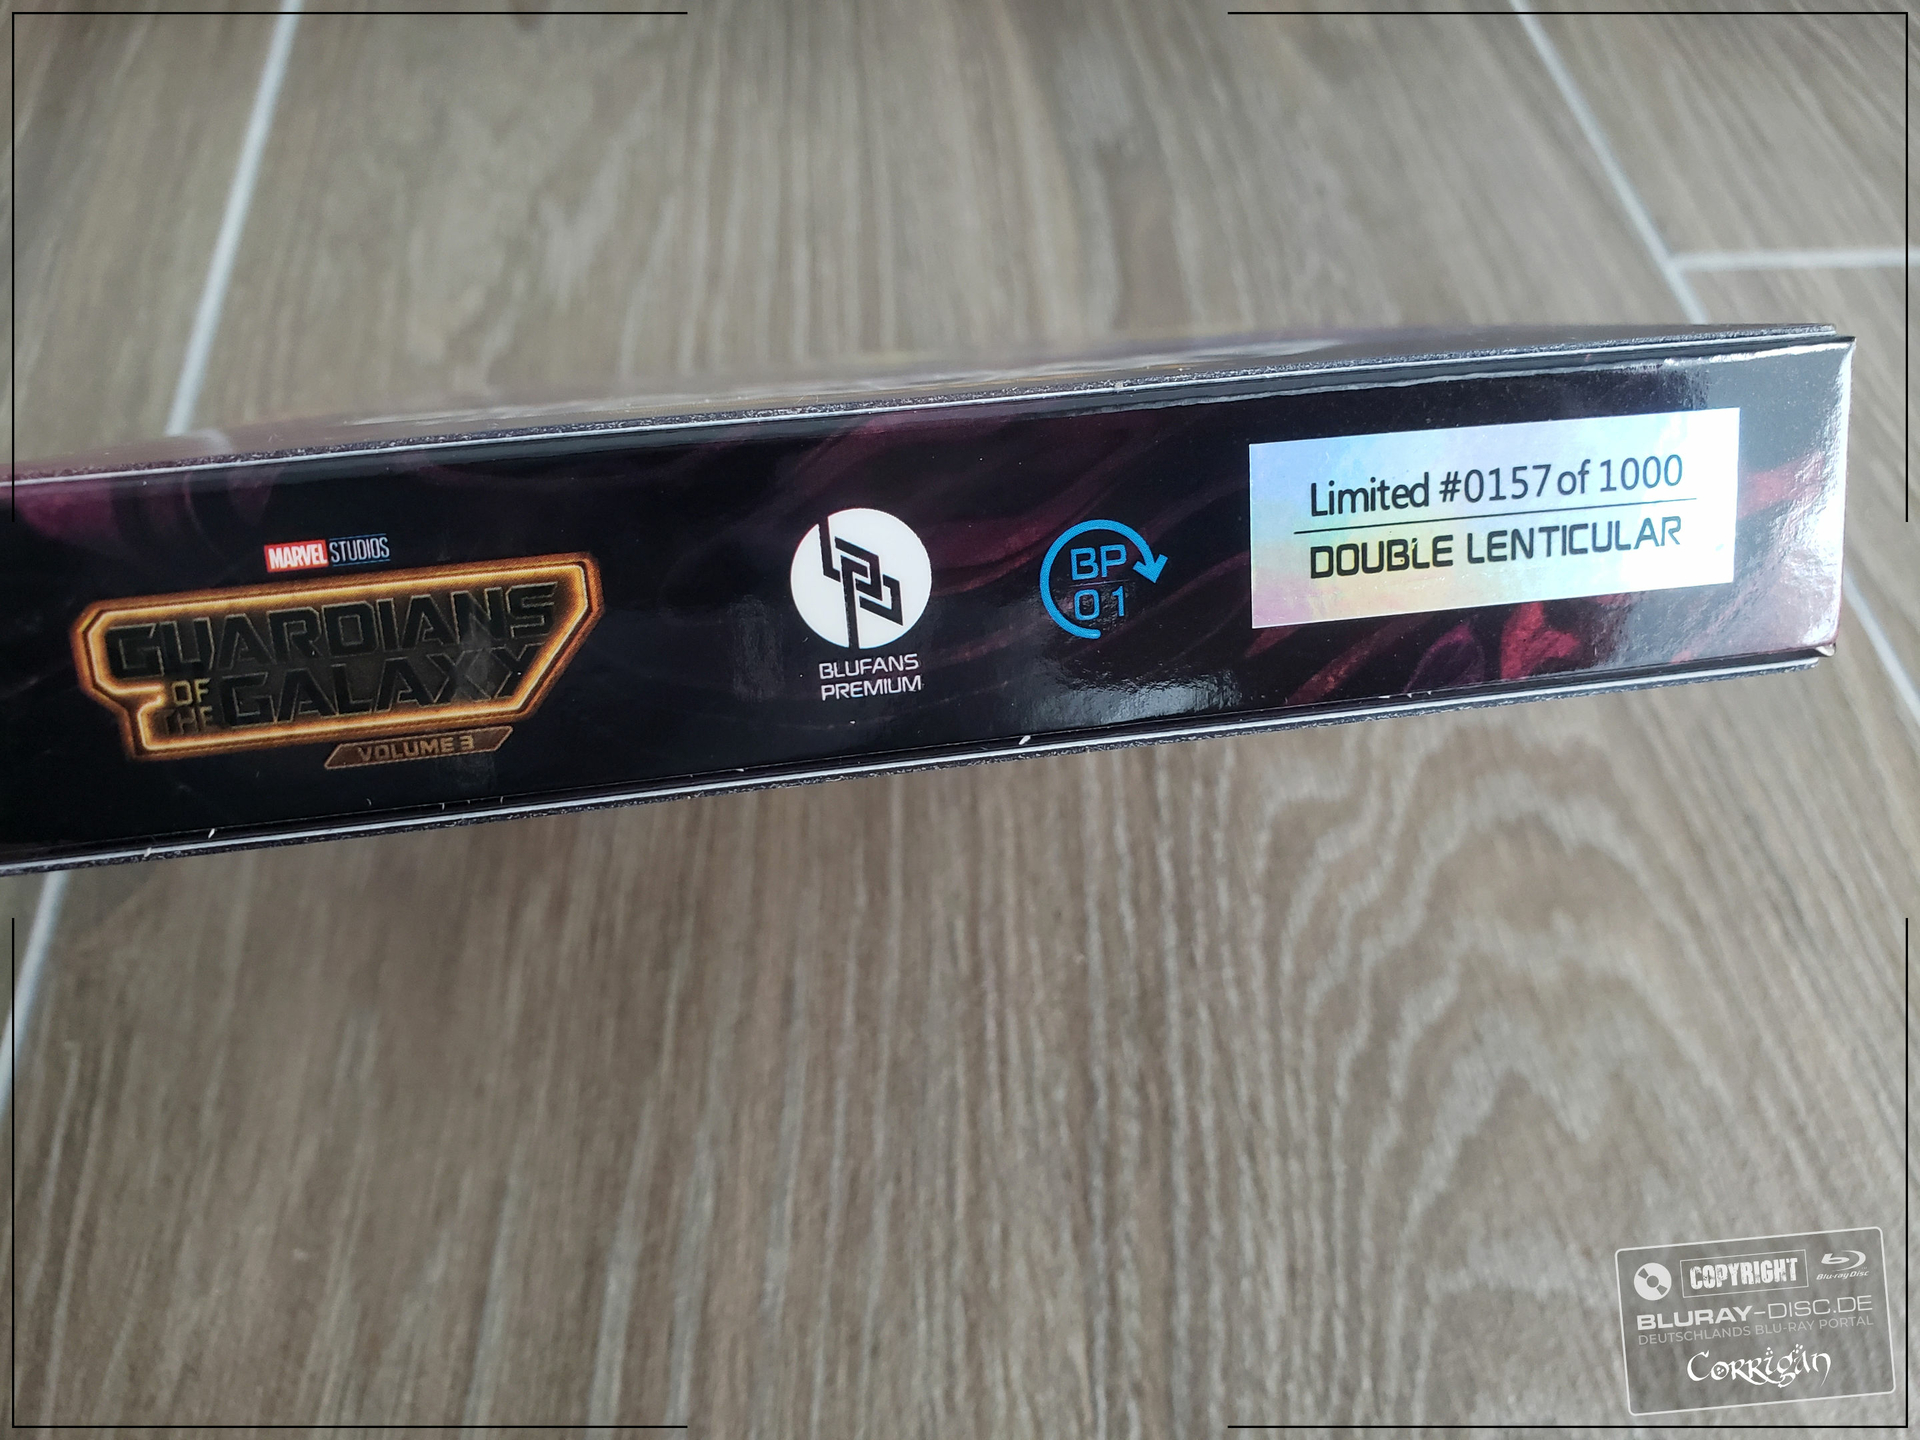 MARVEL STUDIOS
GUARDIANS
OF
THE GALAXY
VOLUME 3
BLUFANS
PREMIUM
BP
01
Limited #0157 of 1000
DOUBLE LENTICULAR
COPYRIGHT
Blu-ray Disc
BLURAY-DISC.DE
DEUTSCHLANDS BLU-RAY PORTAL
Corrigan